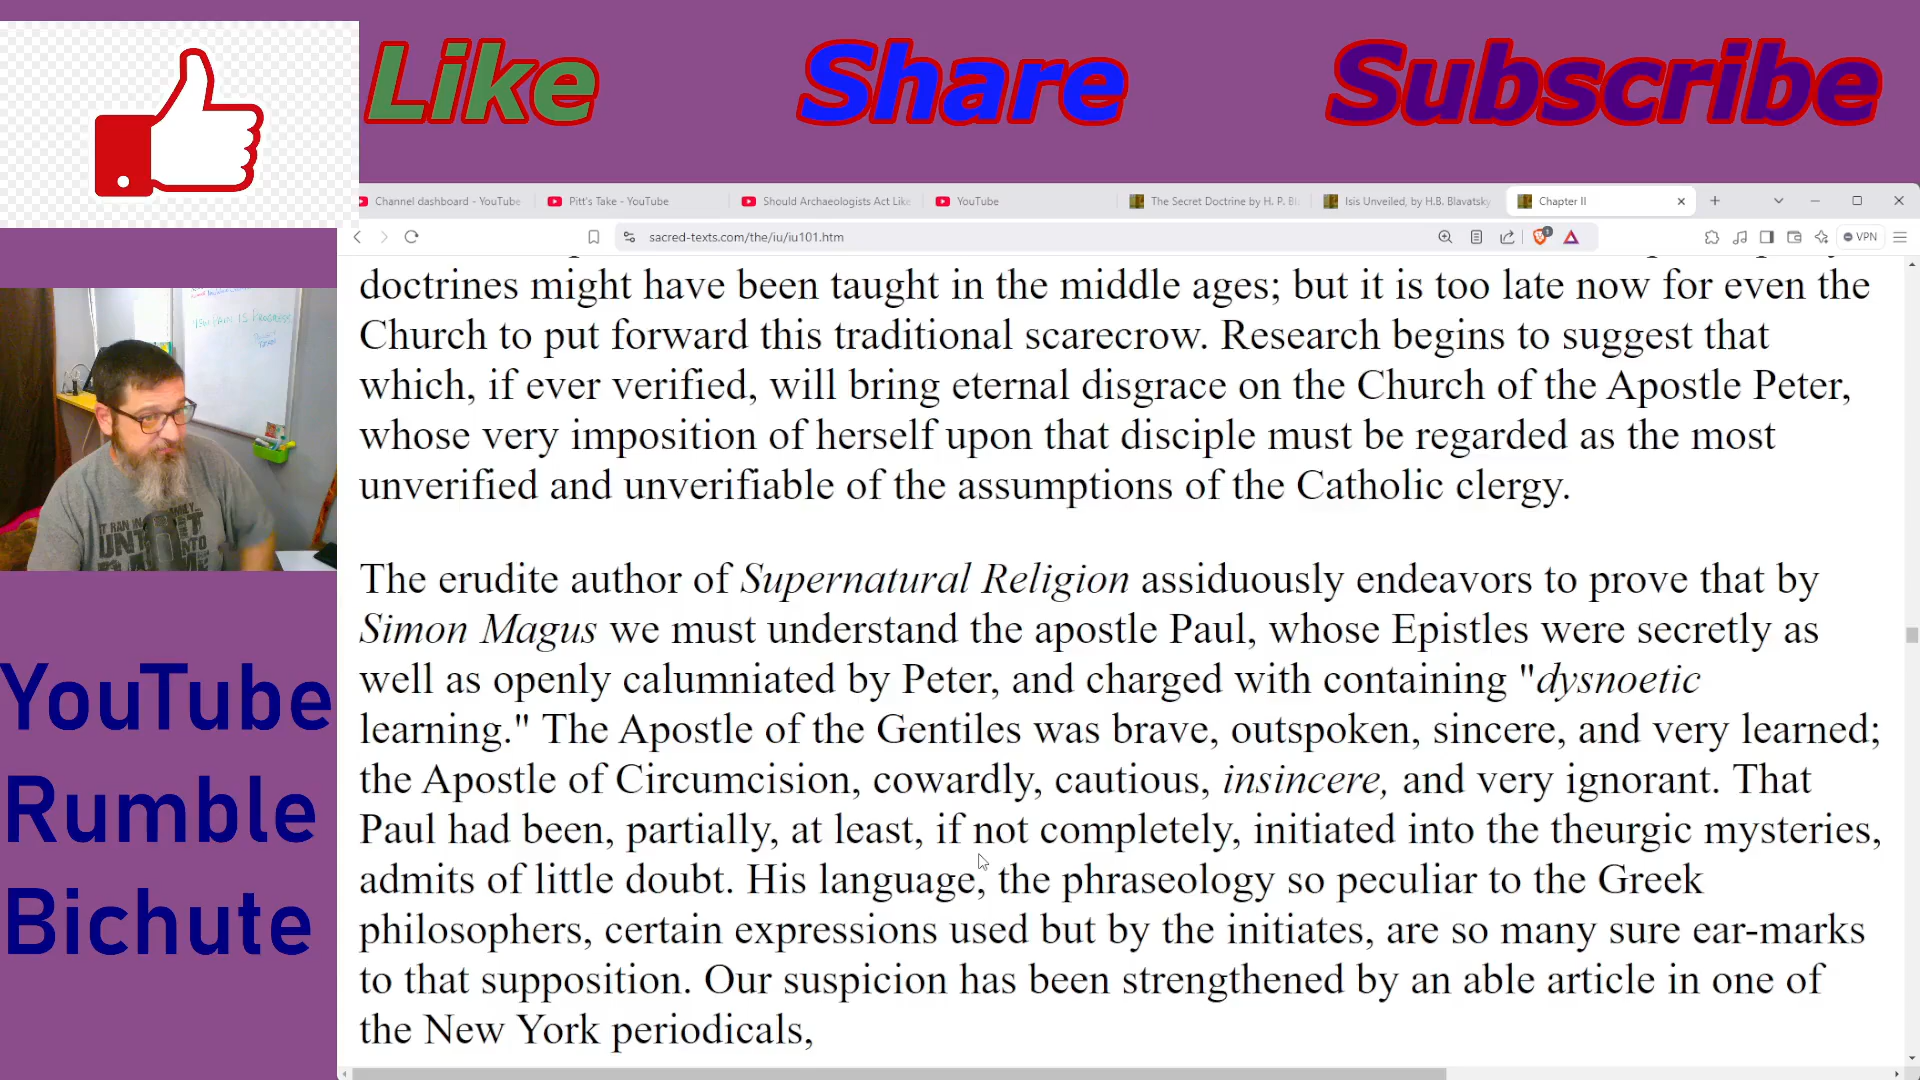 Like Share Subscribe
Channel dashboard - YouTube
Pitt's Take - YouTube
Should Archaeologists Act Like
YouTube
The Secret Doctrine by H. P. Bl
Isis Unveiled, by H.B. Blavatsky
Chapter II
sacred-texts.com/the/iu/iu101.htm
1
VPN
doctrines might have been taught in the middle ages; but it is too late now for even the
Church to put forward this traditional scarecrow. Research begins to suggest that
which, if ever verified, will bring eternal disgrace on the Church of the Apostle Peter,
whose very imposition of herself upon that disciple must be regarded as the most
unverified and unverifiable of the assumptions of the Catholic clergy.
The erudite author of Supernatural Religion assiduously endeavors to prove that by
Simon Magus we must understand the apostle Paul, whose Epistles were secretly as
well as openly calumniated by Peter, and charged with containing "dysnoetic
learning." The Apostle of the Gentiles was brave, outspoken, sincere, and very learned;
the Apostle of Circumcision, cowardly, cautious, insincere, and very ignorant. That
Paul had been, partially, at least, if not completely, initiated into the theurgic mysteries,
admits of little doubt. His language, the phraseology so peculiar to the Greek
philosophers, certain expressions used but by the initiates, are so many sure ear-marks
to that supposition. Our suspicion has been strengthened by an able article in one of
the New York periodicals,
IT RAN IN THE FAMILY...
YouTube
Rumble
Bichute